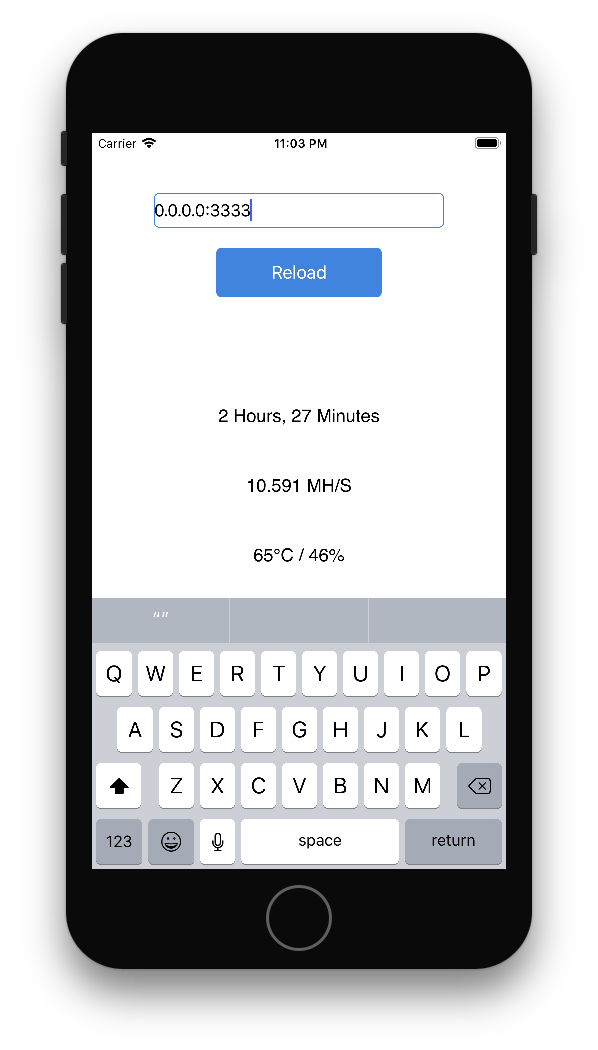 Carrier 11:03 PM
0.0.0.0:3333
Reload
2 Hours, 27 Minutes
10.591 MH/S
65°C / 46%
“”
Q W E R T Y U I O P
A S D F G H J K L
Z X C V B N M
123 space return